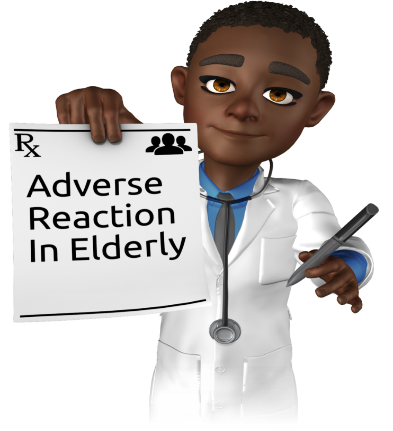 Rx
Adverse
Reaction
In Elderly